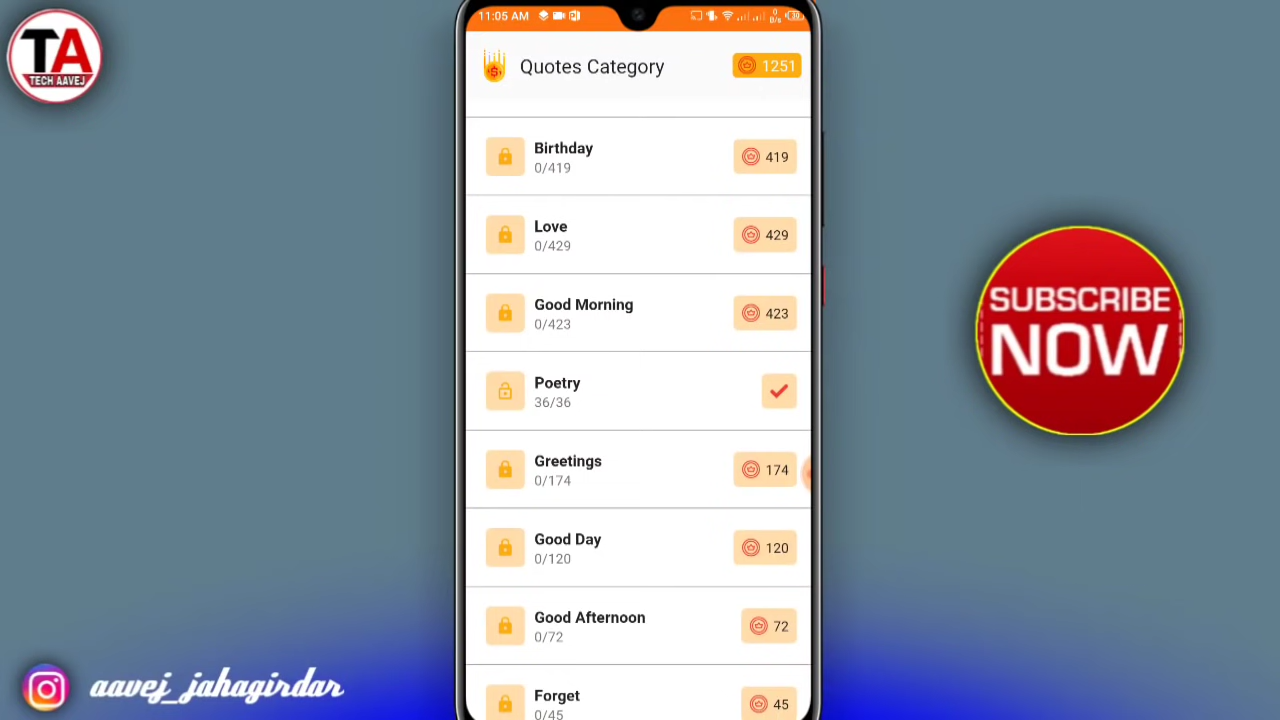 TA
TECH AAVEJ
11:05 AM
0
B/s
39
Quotes Category
1251
Birthday
0/419
419
Love
0/429
429
Good Morning
0/423
423
Poetry
36/36
Greetings
0/174
174
Good Day
0/120
120
Good Afternoon
0/72
72
Forget
0/45
45
SUBSCRIBE
NOW
aavej_jahagirdar